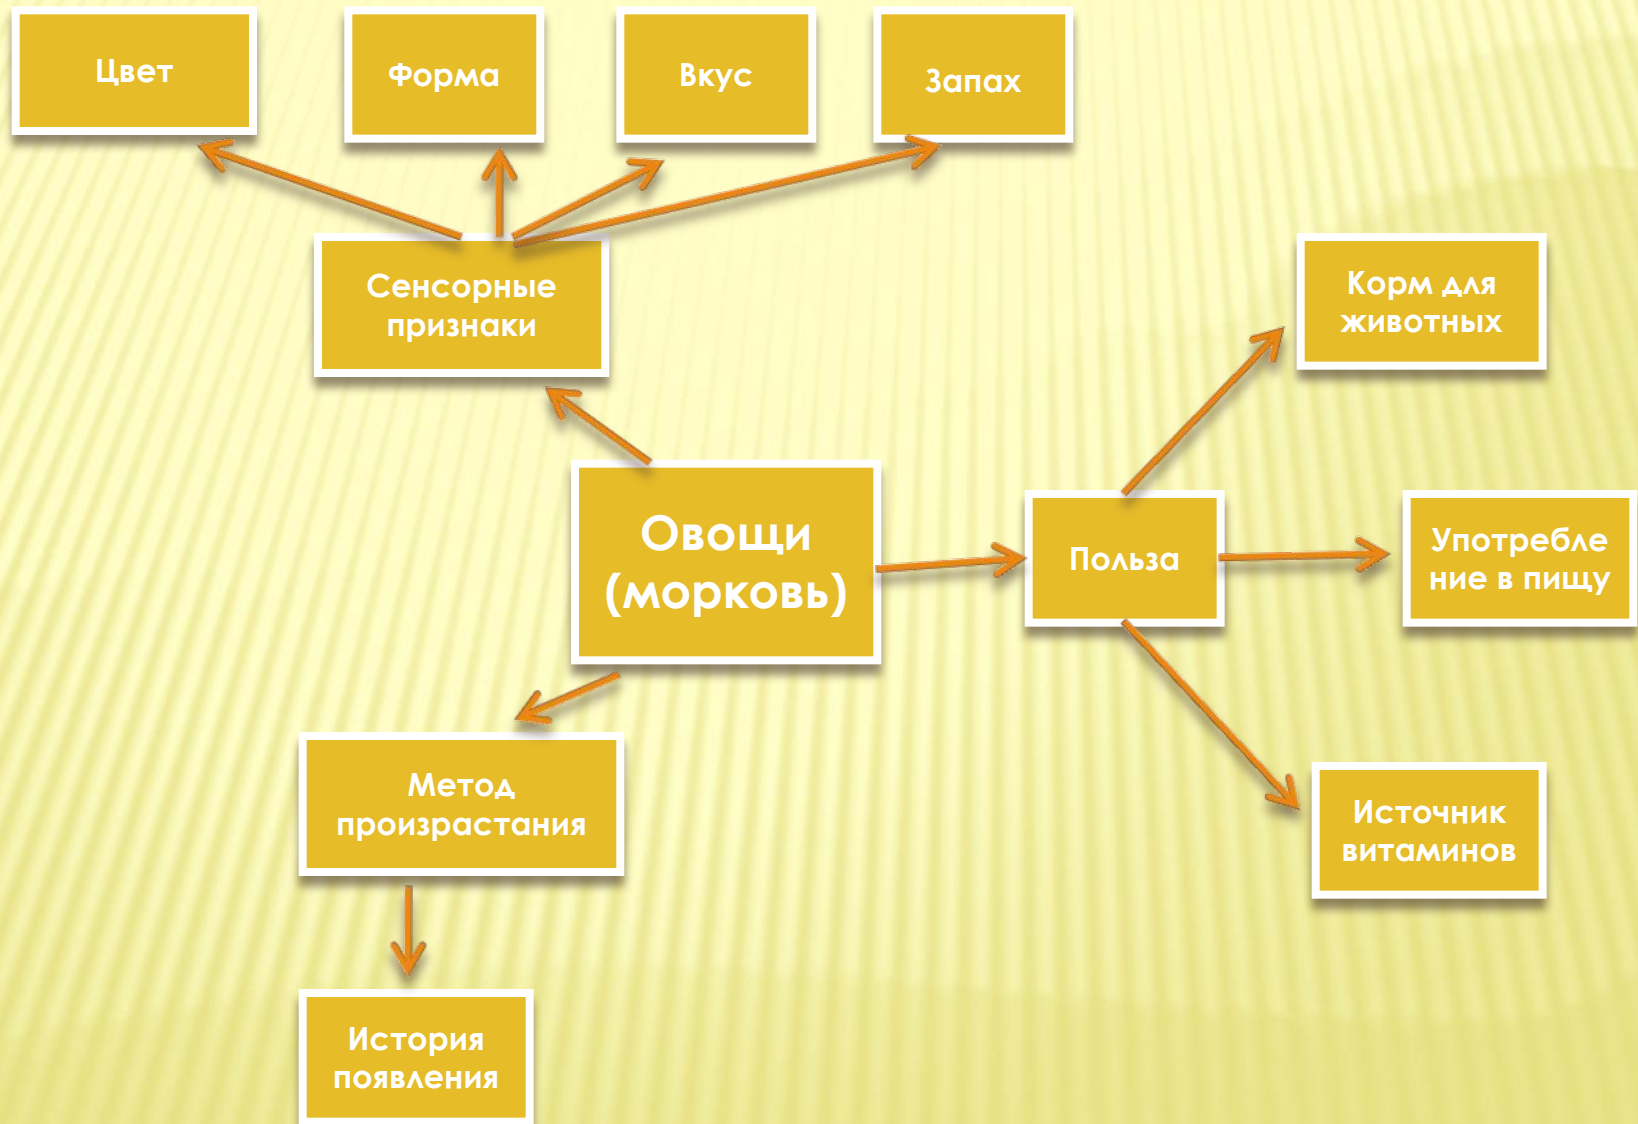 Цвет
Форма
Вкус
Запах
Сенсорные
признаки
Корм для
животных
Овощи
(морковь)
Польза
Употребле
ние в пищу
Метод
произрастания
Источник
витаминов
История
появления